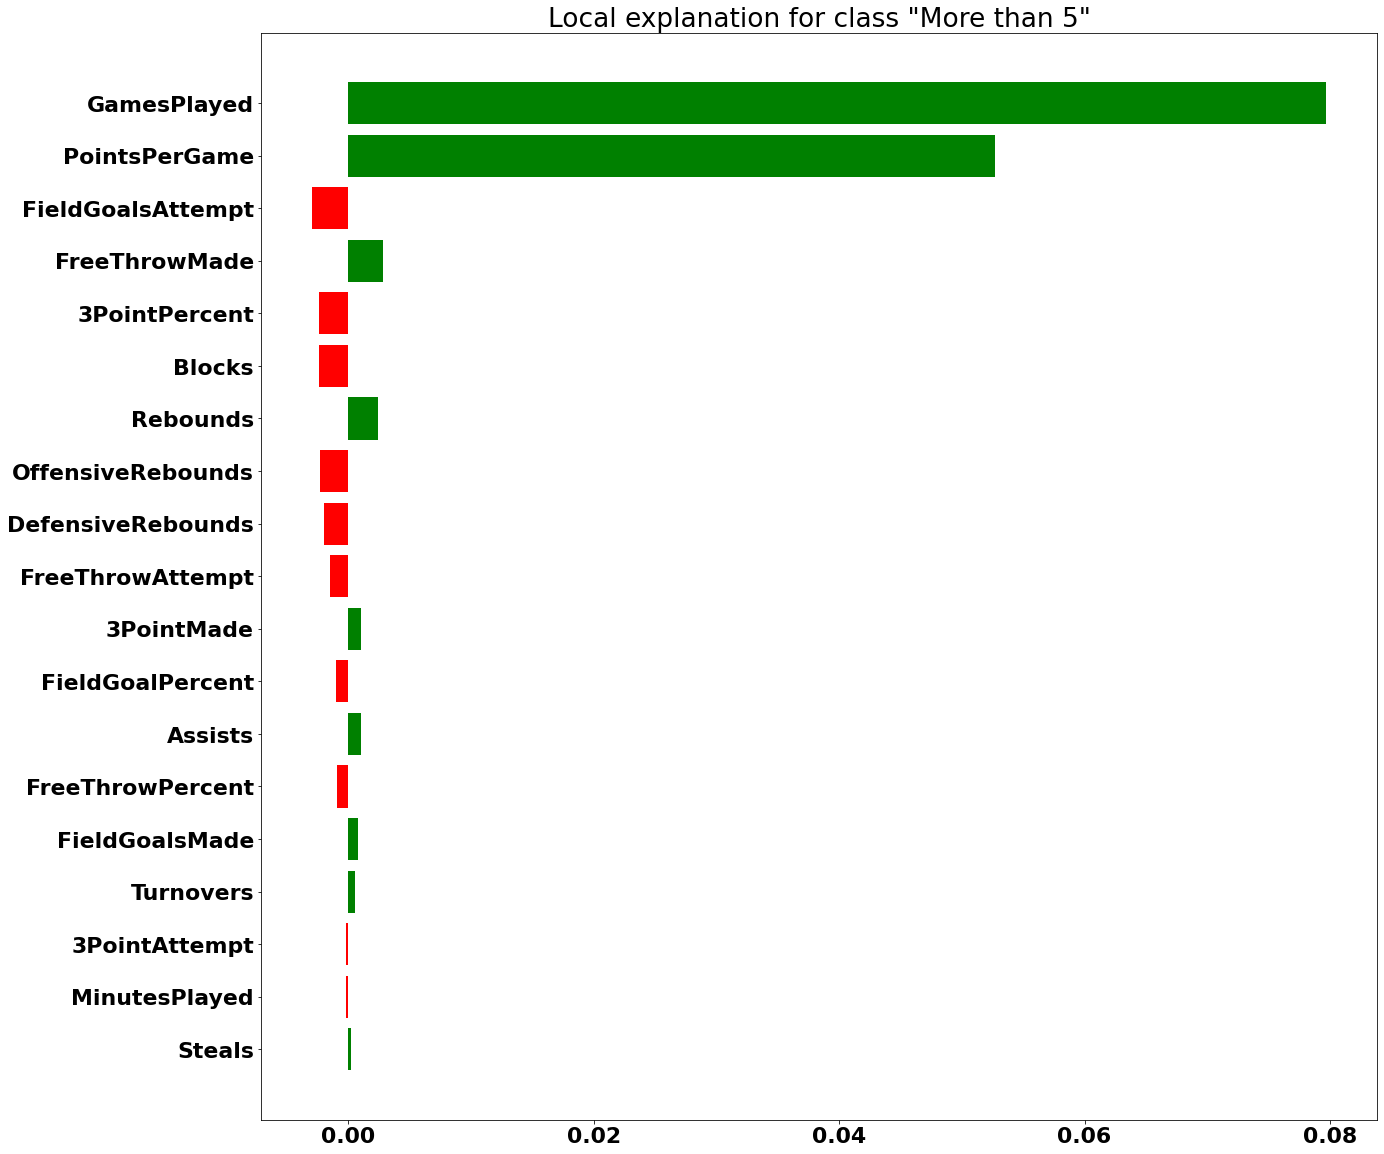 Local explanation for class "More than 5"
GamesPlayed
PointsPerGame
FieldGoalsAttempt
FreeThrowMade
3PointPercent
Blocks
Rebounds
OffensiveRebounds
DefensiveRebounds
FreeThrowAttempt
3PointMade
FieldGoalPercent
Assists
FreeThrowPercent
FieldGoalsMade
Turnovers
3PointAttempt
MinutesPlayed
Steals
0.00 0.02 0.04 0.06 0.08